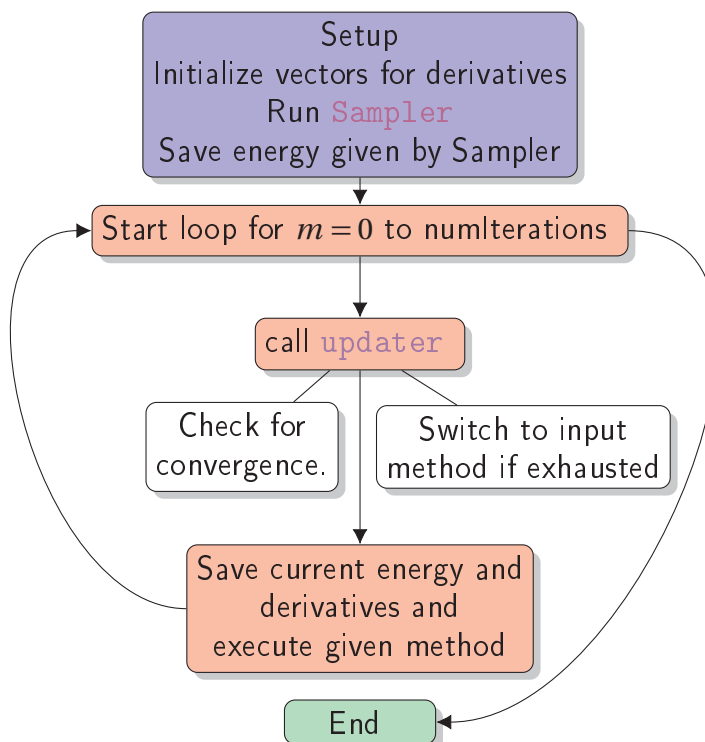 Setup
Initialize vectors for derivatives
Run Sampler
Save energy given by Sampler
Start loop for m = 0 to numIterations
call updater
Check for
convergence.
Switch to input
method if exhausted
Save current energy and
derivatives and
execute given method
End